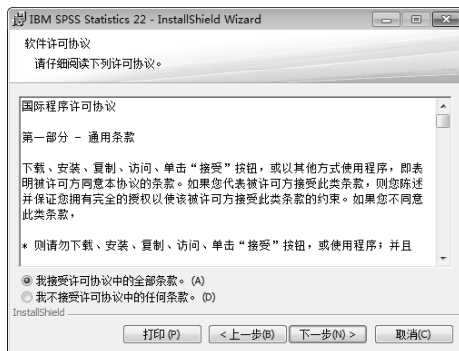 IBM SPSS Statistics 22 - InstallShield Wizard
软件许可协议
请仔细阅读下列许可协议。
国际程序许可协议
第一部分 - 通用条款
下载、安装、复制、访问、单击“接受”按钮，或以其他方式使用程序，即表
明被许可方同意本协议的条款。如果您代表被许可方接受此类条款，则您陈述
并保证您拥有完全的授权以使该被许可方受此类条款的约束。如果您不同意
此类条款，
* 则请勿下载、安装、复制、访问、单击“接受”按钮，或使用程序；并且
我接受许可协议中的全部条款。(A)
我不接受许可协议中的任何条款。(D)
InstallShield
打印(P) <上一步(B) 下一步(N) > 取消(C)